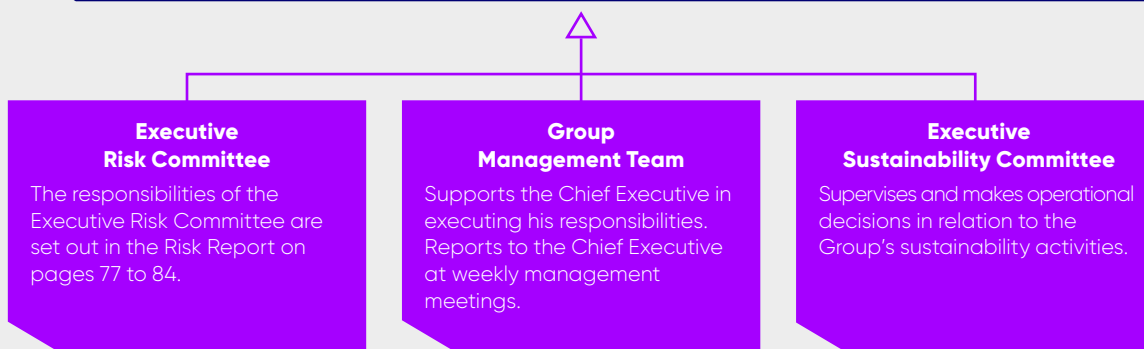 Executive
Risk Committee
The responsibilities of the
Executive Risk Committee are
set out in the Risk Report on
pages 77 to 84.
Group
Management Team
Supports the Chief Executive in
executing his responsibilities.
Reports to the Chief Executive
at weekly management
meetings.
Executive
Sustainability Committee
Supervises and makes operational
decisions in relation to the
Group’s sustainability activities.